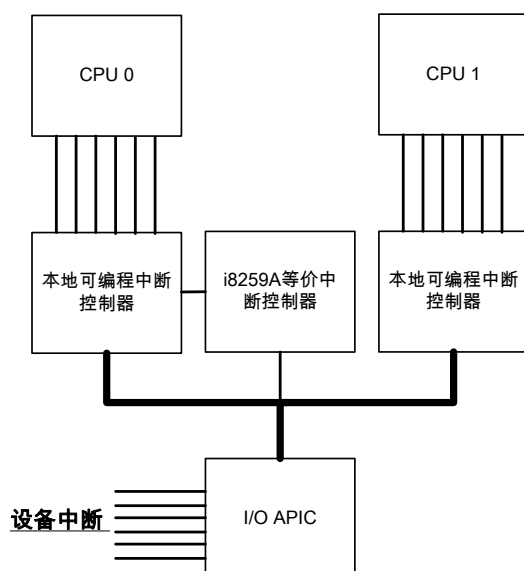 CPU 0
CPU 1
本地可编程中断
控制器
i8259A等价中
断控制器
本地可编程中断
控制器
设备中断
I/O APIC